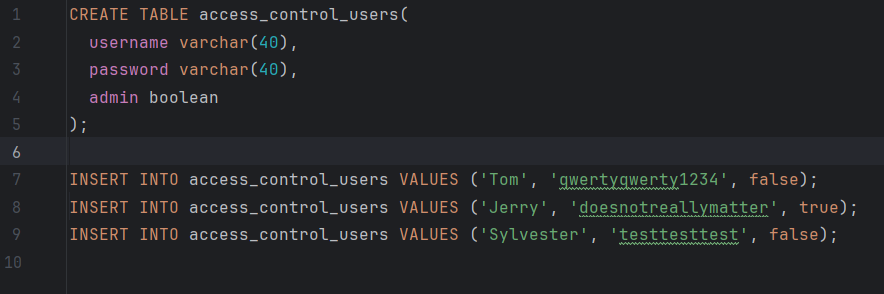 1 CREATE TABLE access_control_users(
2   username varchar(40),
3   password varchar(40),
4   admin boolean
5 );
6
7 INSERT INTO access_control_users VALUES ('Tom', 'qwertyqwerty1234', false);
8 INSERT INTO access_control_users VALUES ('Jerry', 'doesnotreallymatter', true);
9 INSERT INTO access_control_users VALUES ('Sylvester', 'testtesttest', false);
10